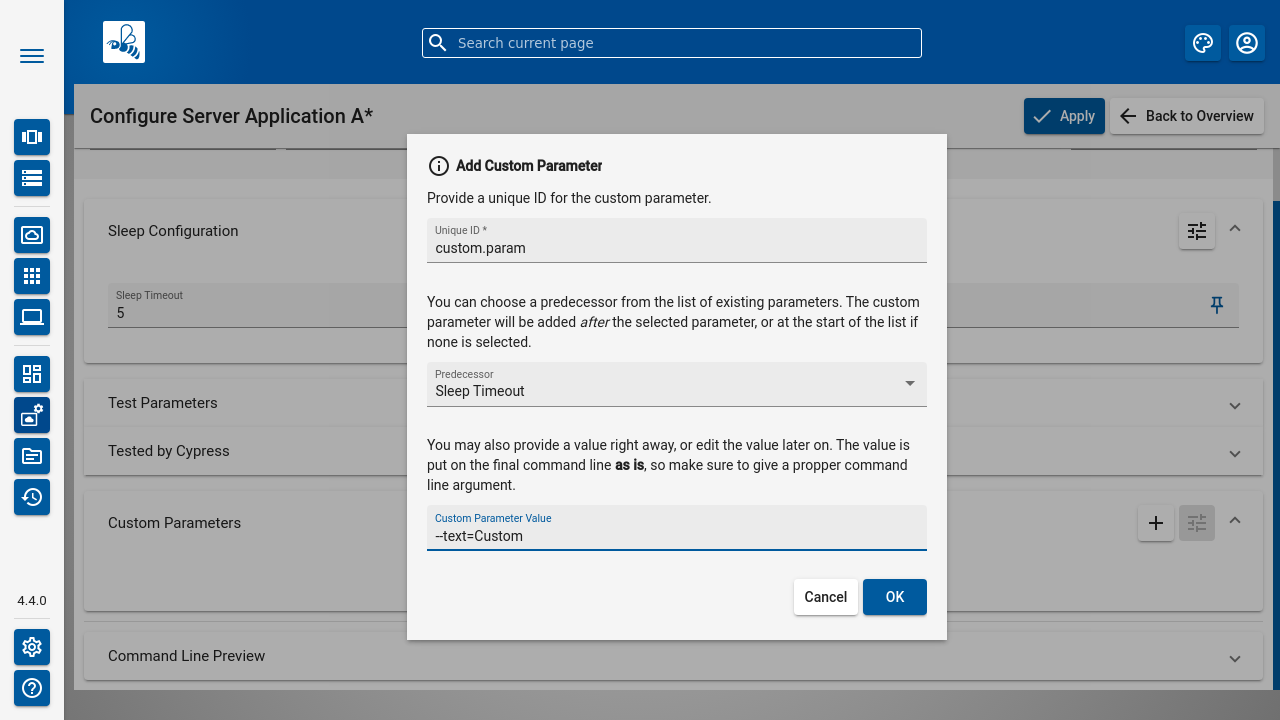 Search current page
Configure Server Application A*
Apply
Back to Overview
Add Custom Parameter
Provide a unique ID for the custom parameter.
Sleep Configuration
Unique ID *
custom.param
Sleep Timeout
5
You can choose a predecessor from the list of existing parameters. The custom
parameter will be added after the selected parameter, or at the start of the list if
none is selected.
Predecessor
Sleep Timeout
Test Parameters
Tested by Cypress
You may also provide a value right away, or edit the value later on. The value is
put on the final command line as is, so make sure to give a propper command
line argument.
Custom Parameters
Custom Parameter Value
--text=Custom
Cancel
OK
4.4.0
Command Line Preview